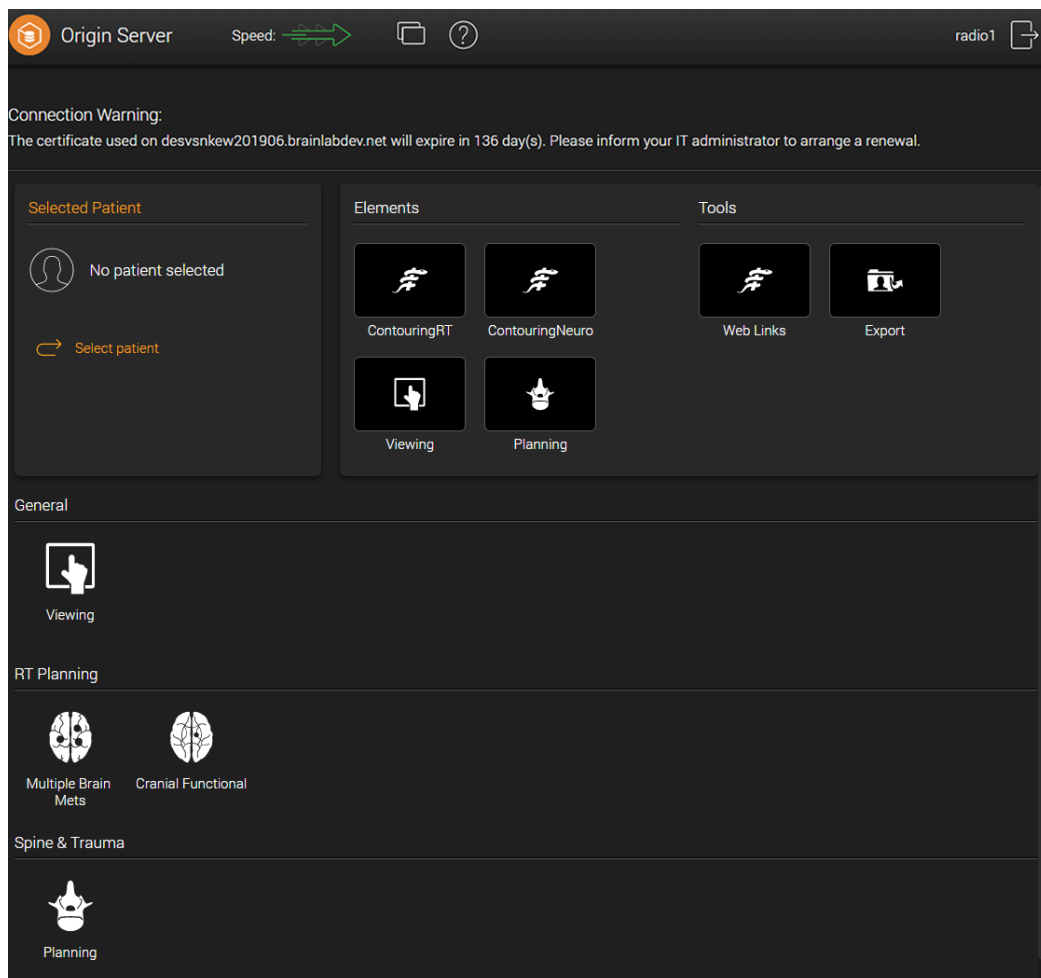 Origin Server
Speed:
?
radio1
Connection Warning:
The certificate used on desvsnkew201906.brainlabdev.net will expire in 136 day(s). Please inform your IT administrator to arrange a renewal.
Selected Patient
No patient selected
Select patient
Elements
ContouringRT
ContouringNeuro
Viewing
Planning
Tools
Web Links
Export
General
Viewing
RT Planning
Multiple Brain
Mets
Cranial Functional
Spine & Trauma
Planning